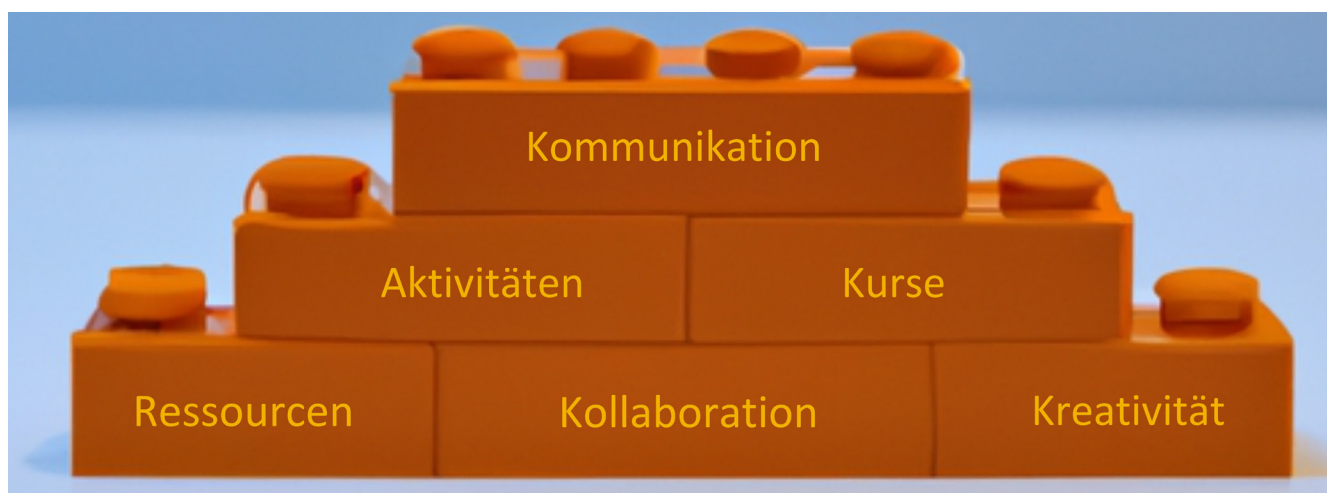 Kommunikation
Aktivitäten Kurse
Ressourcen Kollaboration Kreativität